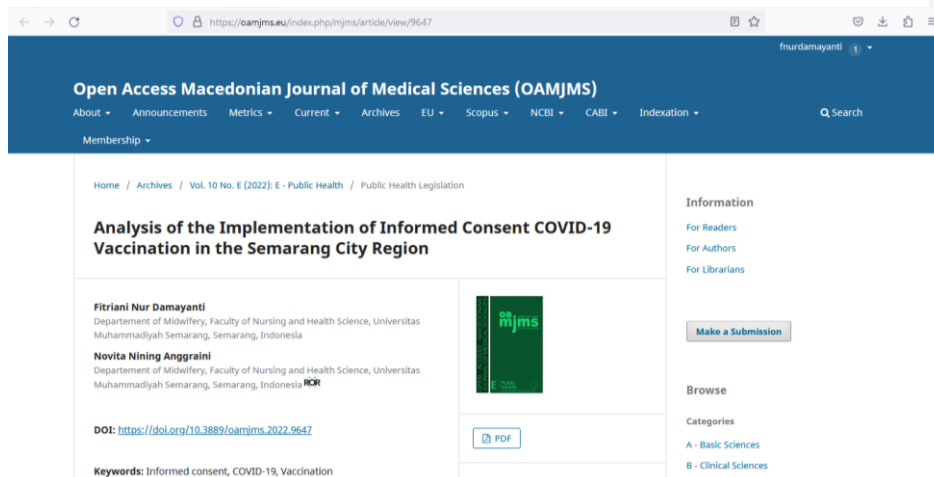 https://oamjms.eu/index.php/mjms/article/view/9647
fnurdamayanti 1
Open Access Macedonian Journal of Medical Sciences (OAMJMS)
About Announcements Metrics Current Archives EU Scopus NCBI CABI Indexation Search
Membership
Home / Archives / Vol. 10 No. E (2022): E - Public Health / Public Health Legislation
Analysis of the Implementation of Informed Consent COVID-19
Vaccination in the Semarang City Region
Fitriani Nur Damayanti
Departement of Midwifery, Faculty of Nursing and Health Science, Universitas
Muhammadiyah Semarang, Semarang, Indonesia
Novita Nining Anggraini
Departement of Midwifery, Faculty of Nursing and Health Science, Universitas
Muhammadiyah Semarang, Semarang, Indonesia ROR
DOI: https://doi.org/10.3889/oamjms.2022.9647
Keywords: Informed consent, COVID-19, Vaccination
oa
mjms
E Public
Health
PDF
Information
For Readers
For Authors
For Librarians
Make a Submission
Browse
Categories
A - Basic Sciences
B - Clinical Sciences